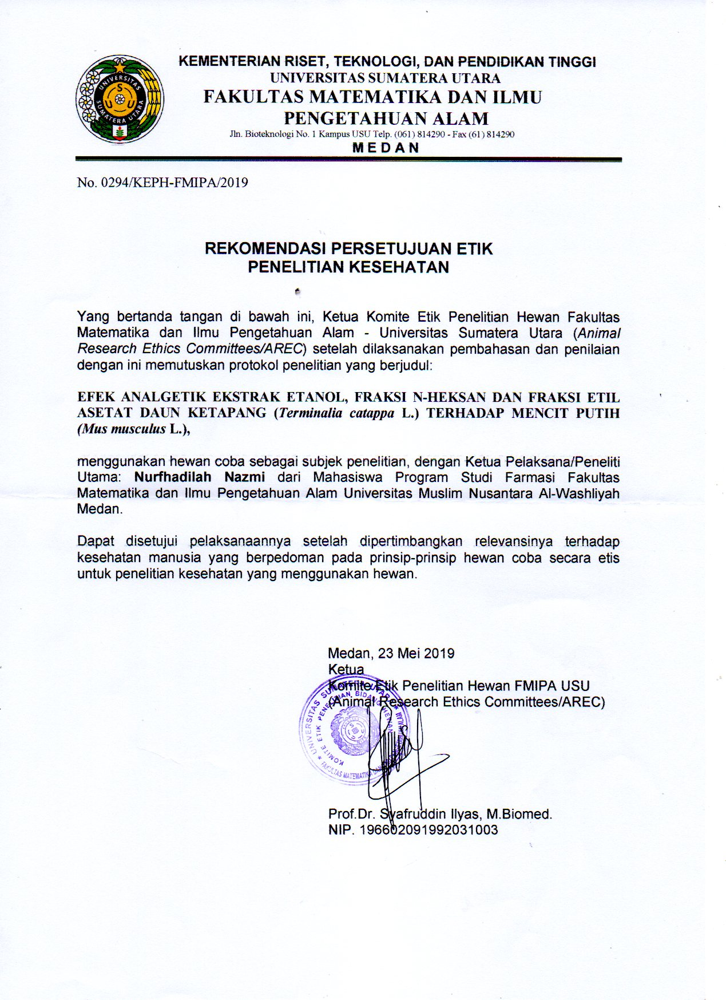 KEMENTERIAN RISET, TEKNOLOGI, DAN PENDIDIKAN TINGGI
UNIVERSITAS SUMATERA UTARA
FAKULTAS MATEMATIKA DAN ILMU
PENGETAHUAN ALAM
Jln. Bioteknologi No. 1 Kampus USU Telp. (061) 814290 - Fax (61) 814290
M E D A N
UNIVERSITAS
SUMATERA UTARA
S
U U
No. 0294/KEPH-FMIPA/2019
REKOMENDASI PERSETUJUAN ETIK
PENELITIAN KESEHATAN
Yang bertanda tangan di bawah ini, Ketua Komite Etik Penelitian Hewan Fakultas
Matematika dan Ilmu Pengetahuan Alam - Universitas Sumatera Utara (Animal
Research Ethics Committees/AREC) setelah dilaksanakan pembahasan dan penilaian
dengan ini memutuskan protokol penelitian yang berjudul:
EFEK ANALGETIK EKSTRAK ETANOL, FRAKSI N-HEKSAN DAN FRAKSI ETIL
ASETAT DAUN KETAPANG (Terminalia catappa L.) TERHADAP MENCIT PUTIH
(Mus musculus L.),
menggunakan hewan coba sebagai subjek penelitian, dengan Ketua Pelaksana/Peneliti
Utama: Nurfhadilah Nazmi dari Mahasiswa Program Studi Farmasi Fakultas
Matematika dan Ilmu Pengetahuan Alam Universitas Muslim Nusantara Al-Washliyah
Medan.
Dapat disetujui pelaksanaannya setelah dipertimbangkan relevansinya terhadap
kesehatan manusia yang berpedoman pada prinsip-prinsip hewan coba secara etis
untuk penelitian kesehatan yang menggunakan hewan.
Medan, 23 Mei 2019
Ketua
Komite Etik Penelitian Hewan FMIPA USU
(Animal Research Ethics Committees/AREC)
UNIVERSITAS SUMATERA UTARA
KOMITE ETIK PENELITIAN BIDANG HEWAN
FAKULTAS MATEMATIKA DAN
Prof.Dr. Syafruddin Ilyas, M.Biomed.
NIP. 196602091992031003